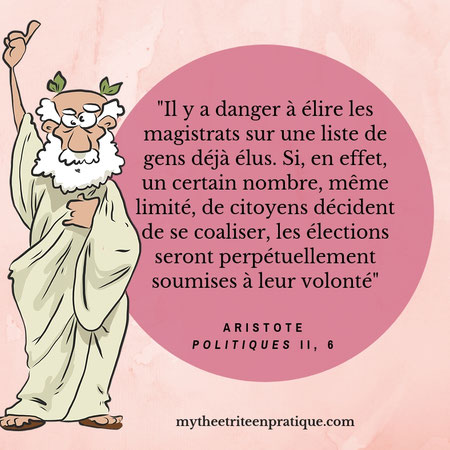 "Il y a danger à élire les
magistrats sur une liste de
gens déjà élus. Si, en effet,
un certain nombre, même
limité, de citoyens décident
de se coaliser, les élections
seront perpétuellement
soumises à leur volonté"
ARISTOTE
POLITIQUES II, 6
mytheetriteenpratique.com